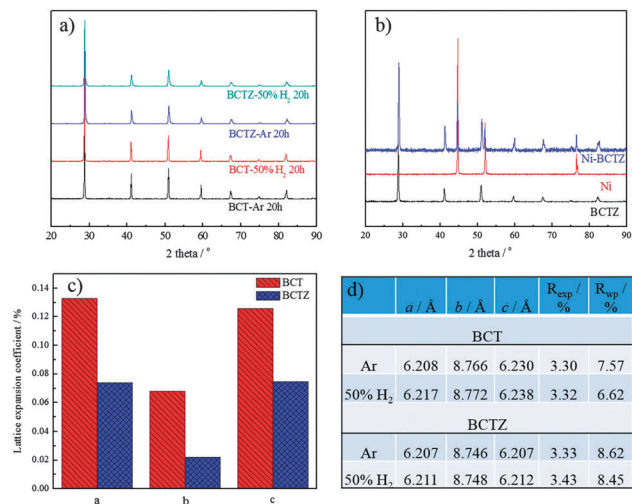 a)
BCTZ-50% H2 20h
BCTZ-Ar 20h
BCT-50% H2 20h
BCT-Ar 20h
20 30 40 50 60 70 80 90
2 theta / °
b)
Ni-BCTZ
Ni
BCTZ
20 30 40 50 60 70 80 90
2 theta / °
c)
BCT
BCTZ
Lattice expansion coefficient / %
0.14
0.12
0.10
0.08
0.06
0.04
0.02
0.00
a b c
d)
a / Å b / Å c / Å Rexp / % Rwp / %
BCT
Ar 6.208 8.766 6.230 3.30 7.57
50% H2 6.217 8.772 6.238 3.32 6.62
BCTZ
Ar 6.207 8.746 6.207 3.33 8.62
50% H2 6.211 8.748 6.212 3.43 8.45